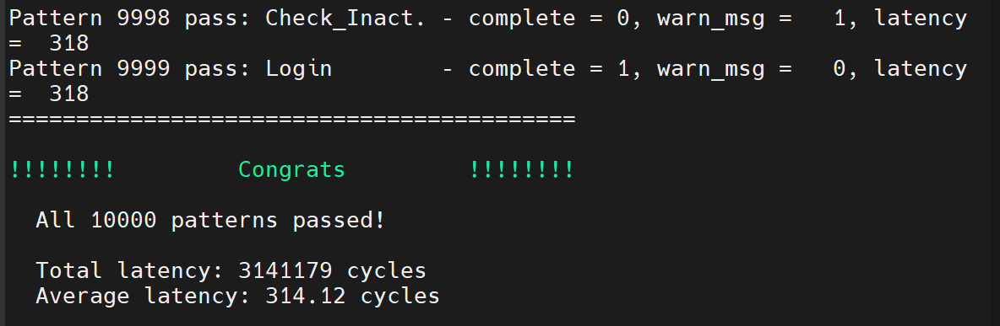 Pattern 9998 pass: Check_Inact. - complete = 0, warn_msg =   1, latency
=  318
Pattern 9999 pass: Login        - complete = 1, warn_msg =   0, latency
=  318
==========================================
!!!!!!!!         Congrats         !!!!!!!!
All 10000 patterns passed!
Total latency: 3141179 cycles
Average latency: 314.12 cycles